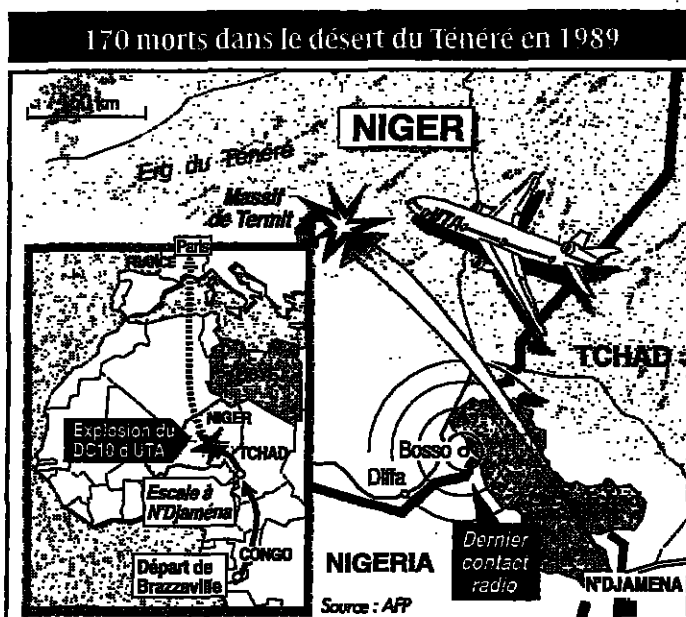 170 morts dans le désert du Ténéré en 1989
100 km
NIGER
Erg du Ténéré
Massif
de Termit
UTA
TCHAD
Bosso
Diffa
NIGERIA
Dernier
contact
radio
N'DJAMENA
Source : AFP
Paris
FRANCE
NIGER
Explosion du
DC10 d'UTA
TCHAD
Escale à
N'Djaména
CONGO
Départ de
Brazzaville